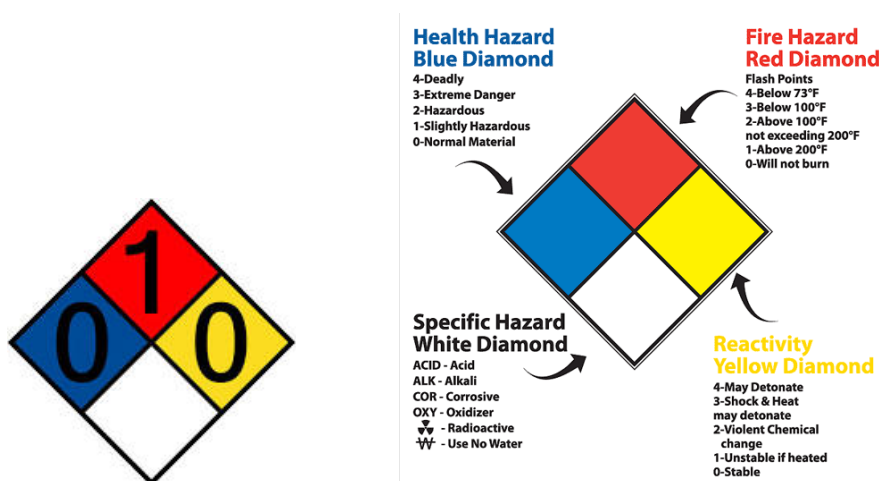 1
0
0
Health Hazard
Blue Diamond
4-Deadly
3-Extreme Danger
2-Hazardous
1-Slightly Hazardous
0-Normal Material
Fire Hazard
Red Diamond
Flash Points
4-Below 73°F
3-Below 100°F
2-Above 100°F
not exceeding 200°F
1-Above 200°F
0-Will not burn
Specific Hazard
White Diamond
ACID - Acid
ALK - Alkali
COR - Corrosive
OXY - Oxidizer
☢ - Radioactive
W - Use No Water
Reactivity
Yellow Diamond
4-May Detonate
3-Shock & Heat
may detonate
2-Violent Chemical
change
1-Unstable if heated
0-Stable